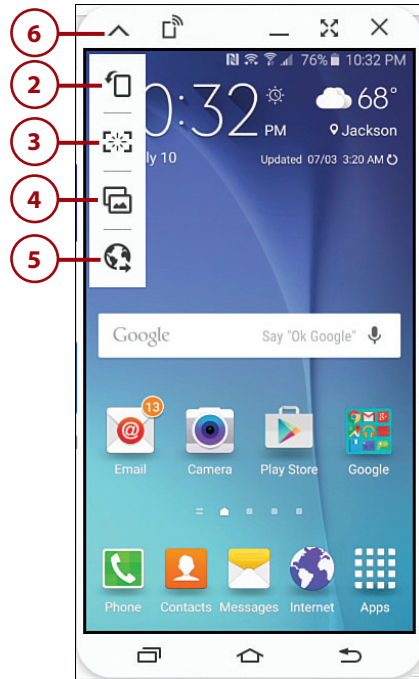 6
2
3
4
5
76% 10:32 PM
0:32 PM
68°
Jackson
ly 10
Updated 07/03 3:20 AM
Google
Say "Ok Google"
13
Email
Camera
Play Store
Google
Phone
Contacts
Messages
Internet
Apps